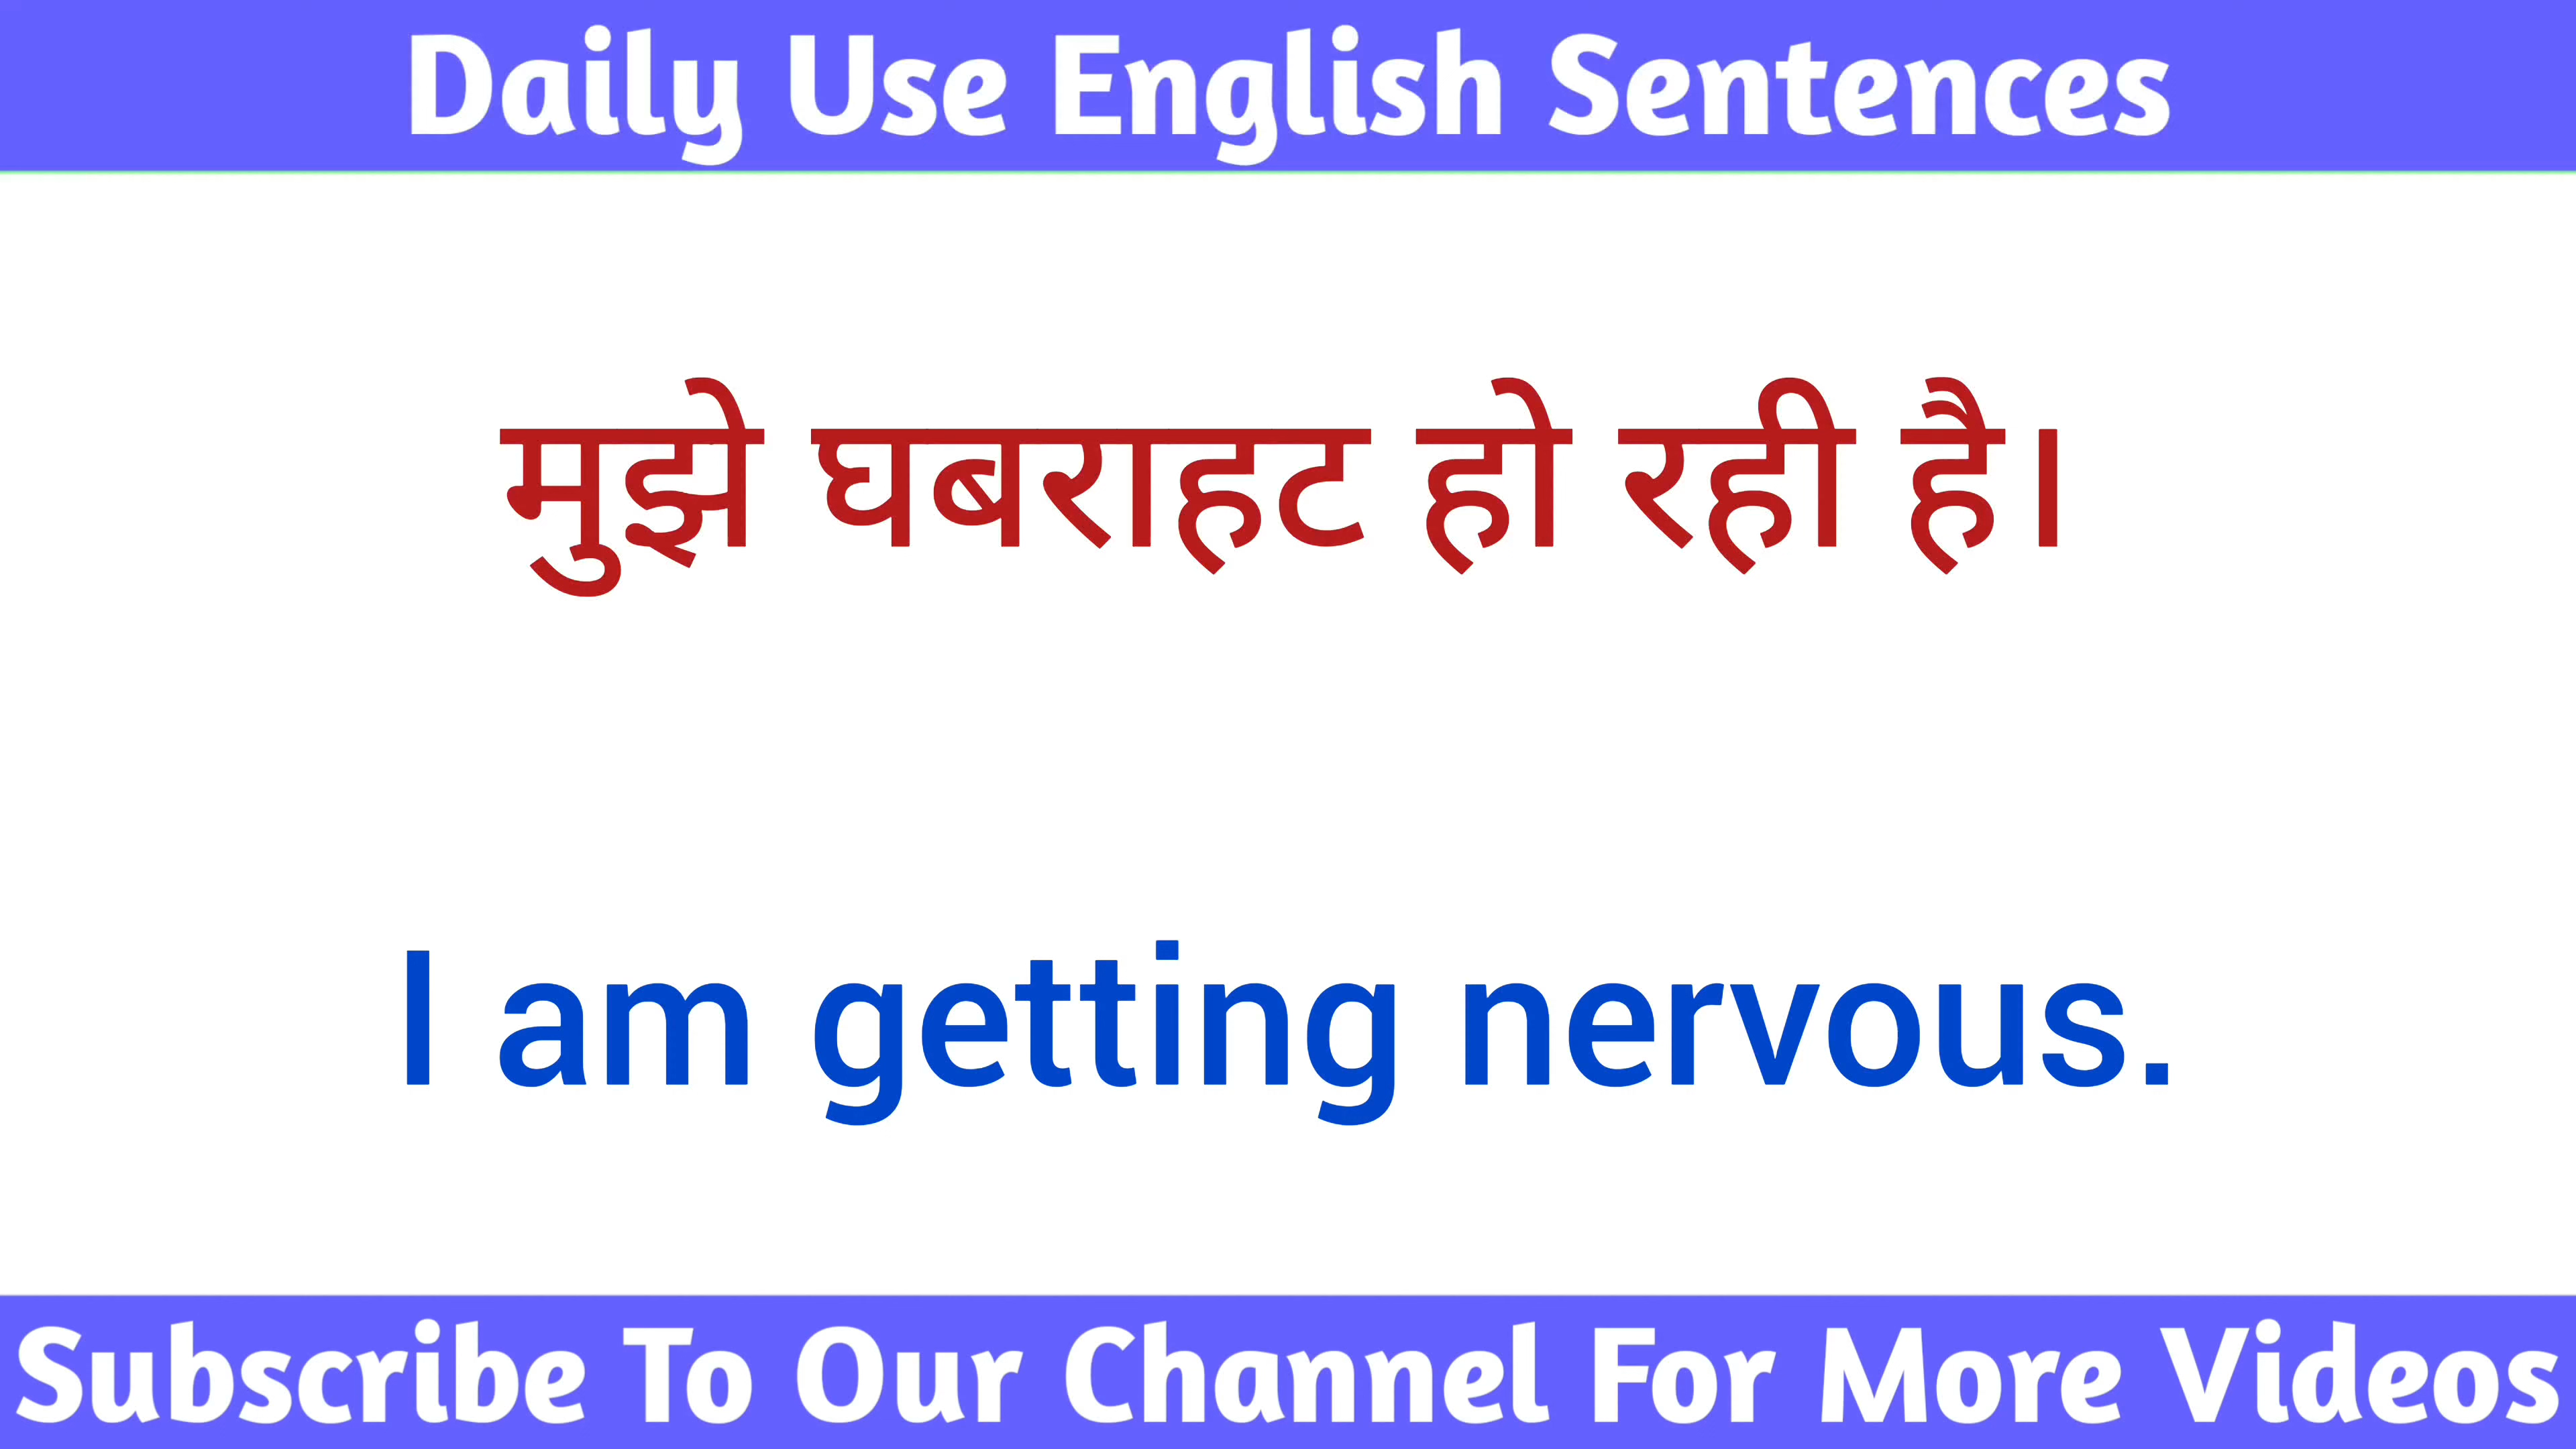 Daily Use English Sentences
मुझे घबराहट हो रही है।
I am getting nervous.
Subscribe To Our Channel For More Videos